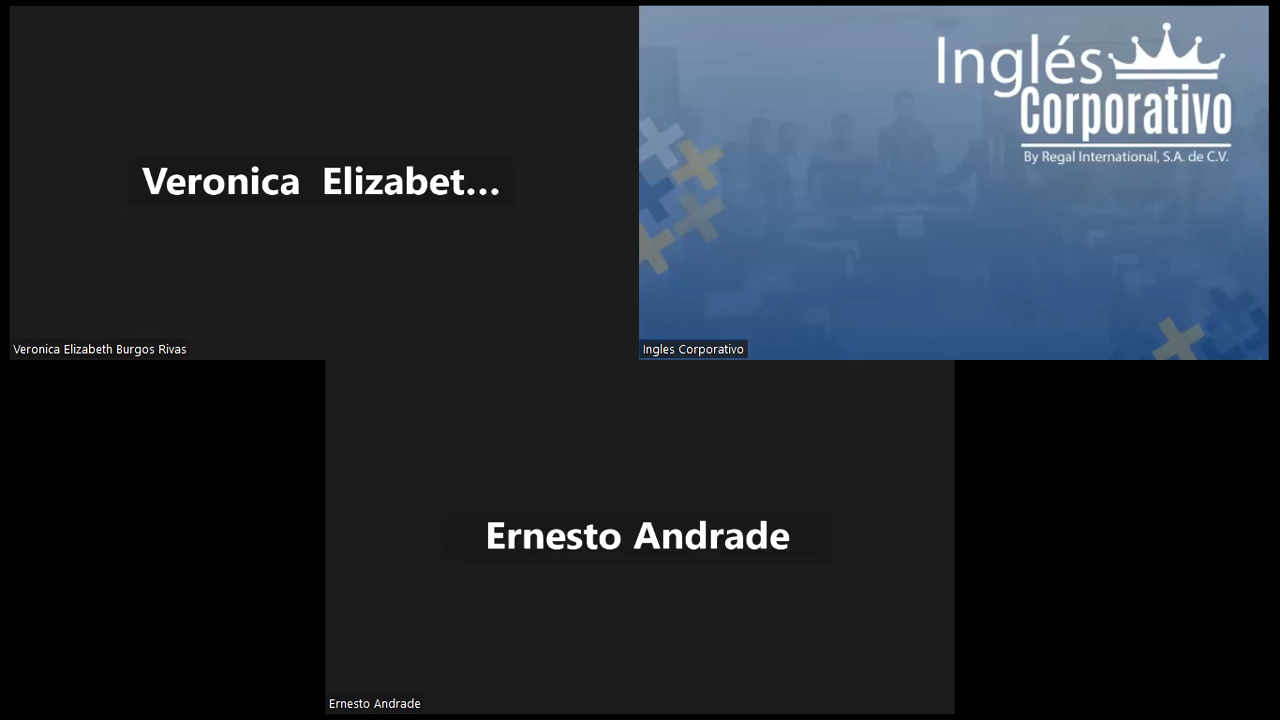 Veronica  Elizabet...
Veronica Elizabeth Burgos Rivas
Inglés
Corporativo
By Regal International, S.A. de C.V.
Ingles Corporativo
Ernesto Andrade
Ernesto Andrade